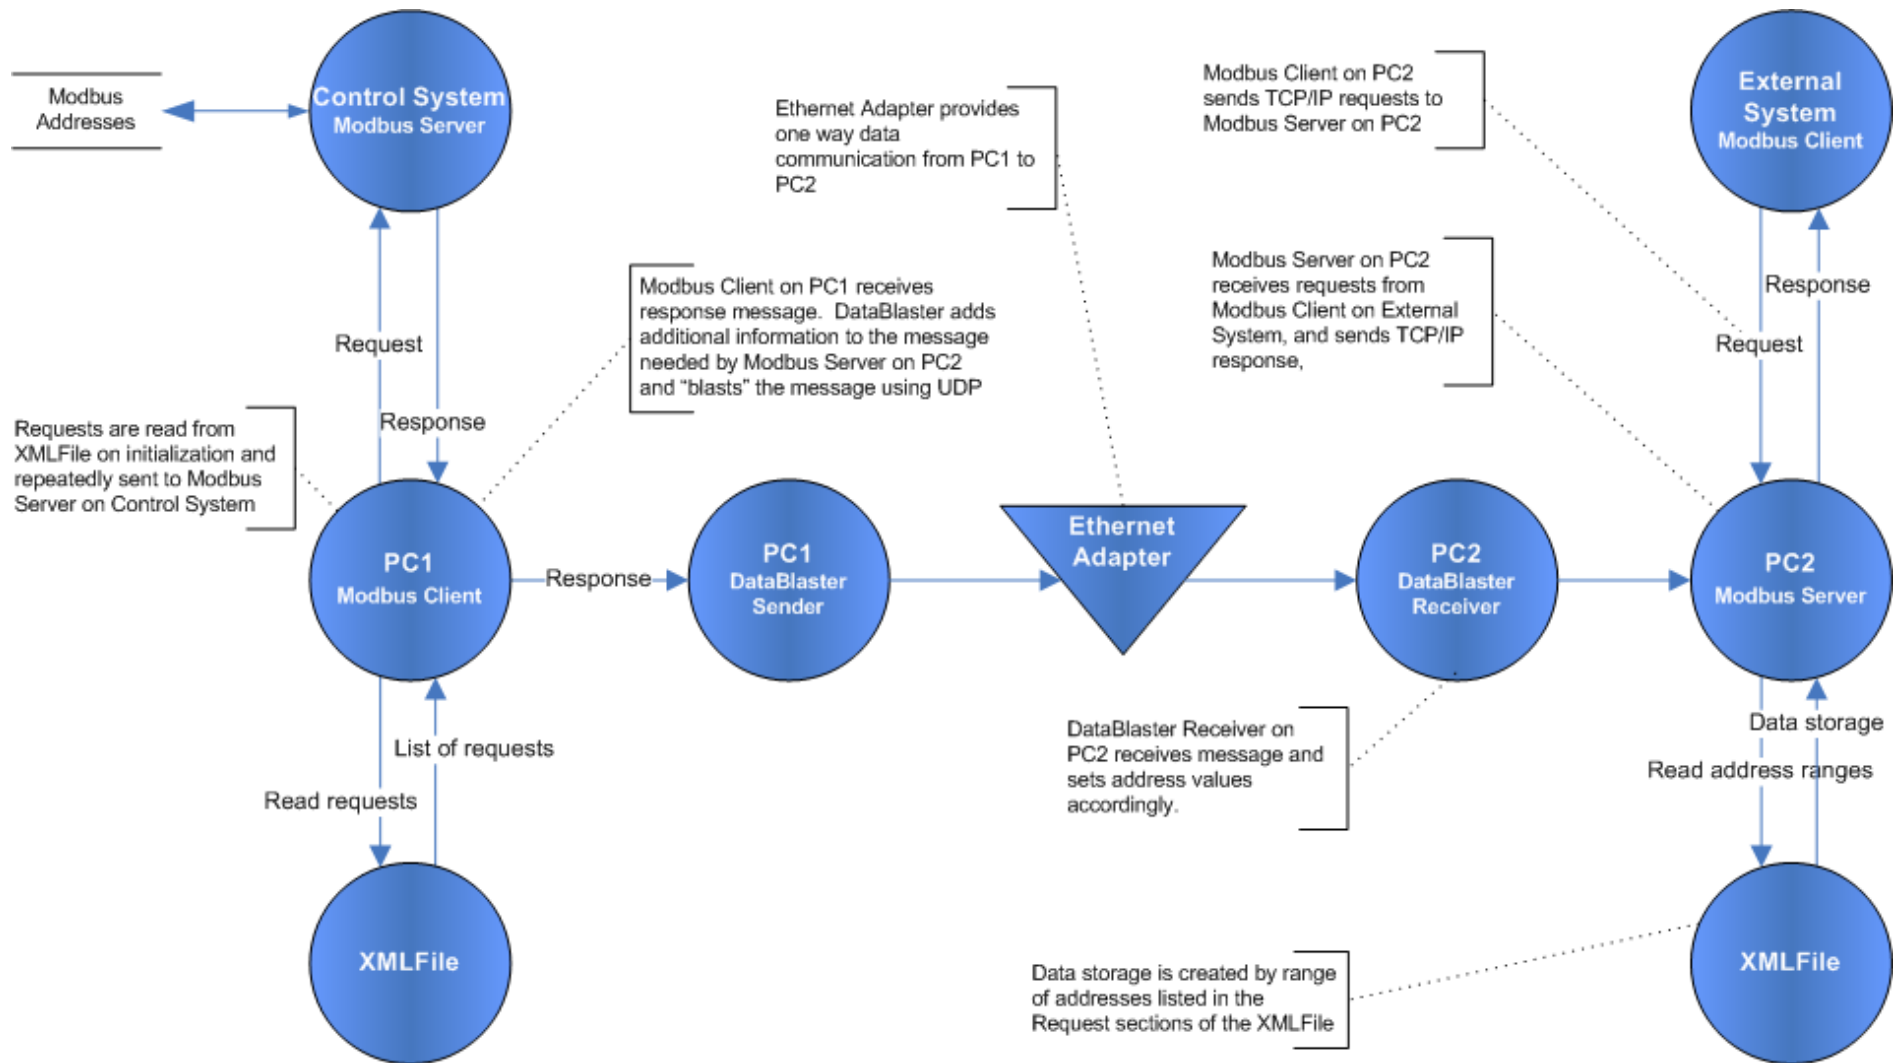 Modbus
Addresses
Control System
Modbus Server
Ethernet Adapter provides
one way data
communication from PC1 to
PC2
Modbus Client on PC2
sends TCP/IP requests to
Modbus Server on PC2
External
System
Modbus Client
Modbus Client on PC1 receives
response message. DataBlaster adds
additional information to the message
needed by Modbus Server on PC2
and “blasts” the message using UDP
Modbus Server on PC2
receives requests from
Modbus Client on External
System, and sends TCP/IP
response,
Request
Response
Request
Response
Requests are read from
XMLFile on initialization and
repeatedly sent to Modbus
Server on Control System
PC1
Modbus Client
Response
PC1
DataBlaster
Sender
Ethernet
Adapter
PC2
DataBlaster
Receiver
PC2
Modbus Server
List of requests
Read requests
DataBlaster Receiver on
PC2 receives message and
sets address values
accordingly.
Data storage
Read address ranges
XMLFile
Data storage is created by range
of addresses listed in the
Request sections of the XMLFile
XMLFile